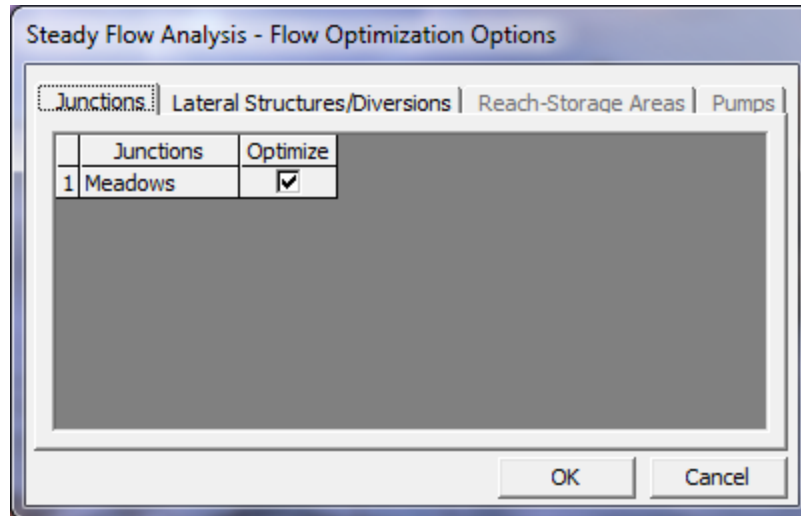 Steady Flow Analysis - Flow Optimization Options
Junctions Lateral Structures/Diversions Reach-Storage Areas Pumps
Junctions Optimize
1 Meadows
OK Cancel